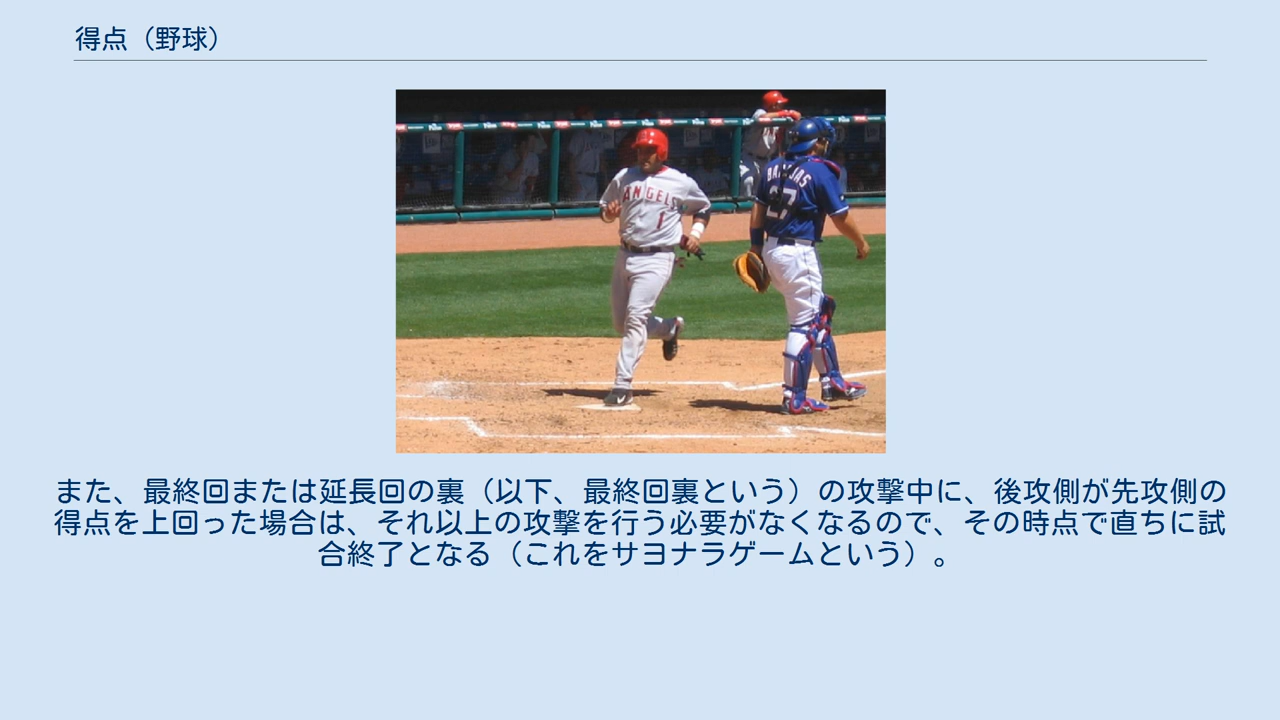 得点（野球）
ANGELS
1
27
また、最終回または延長回の裏（以下、最終回裏という）の攻撃中に、後攻側が先攻側の
得点を上回った場合は、それ以上の攻撃を行う必要がなくなるので、その時点で直ちに試
合終了となる（これをサヨナラゲームという）。